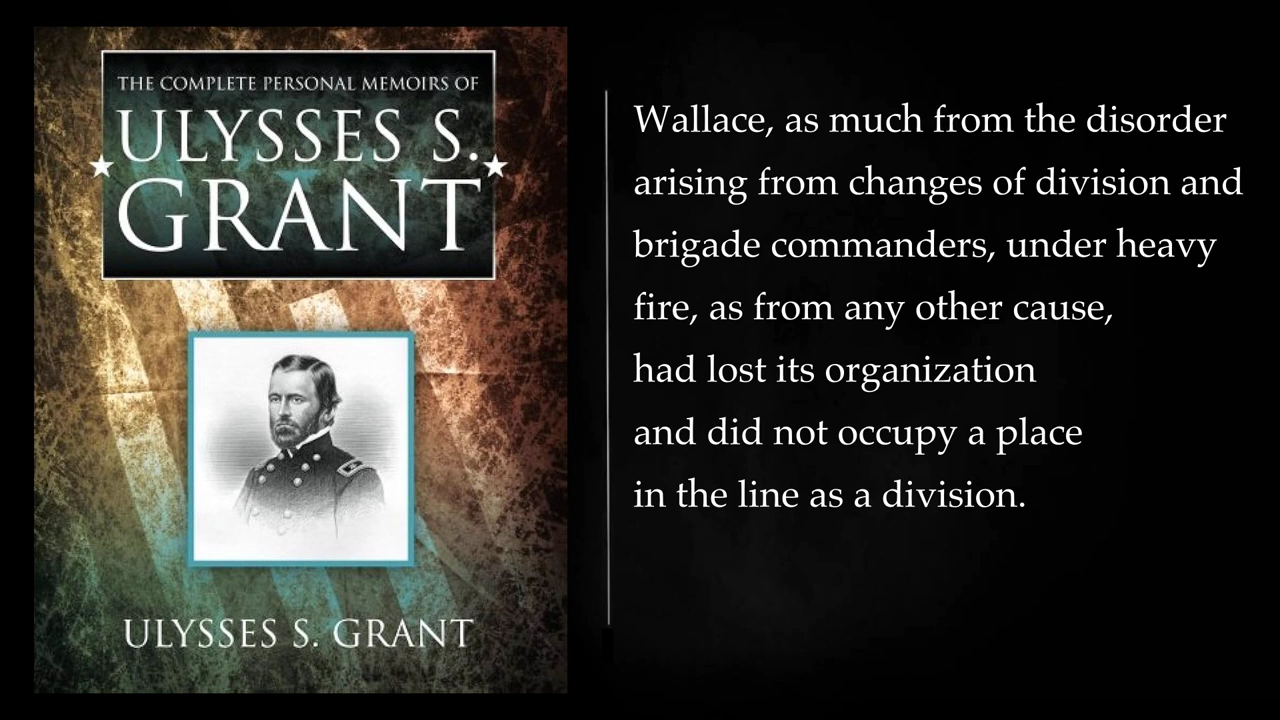 THE COMPLETE PERSONAL MEMOIRS OF
ULYSSES S.
GRANT
ULYSSES S. GRANT
Wallace, as much from the disorder
arising from changes of division and
brigade commanders, under heavy
fire, as from any other cause,
had lost its organization
and did not occupy a place
in the line as a division.